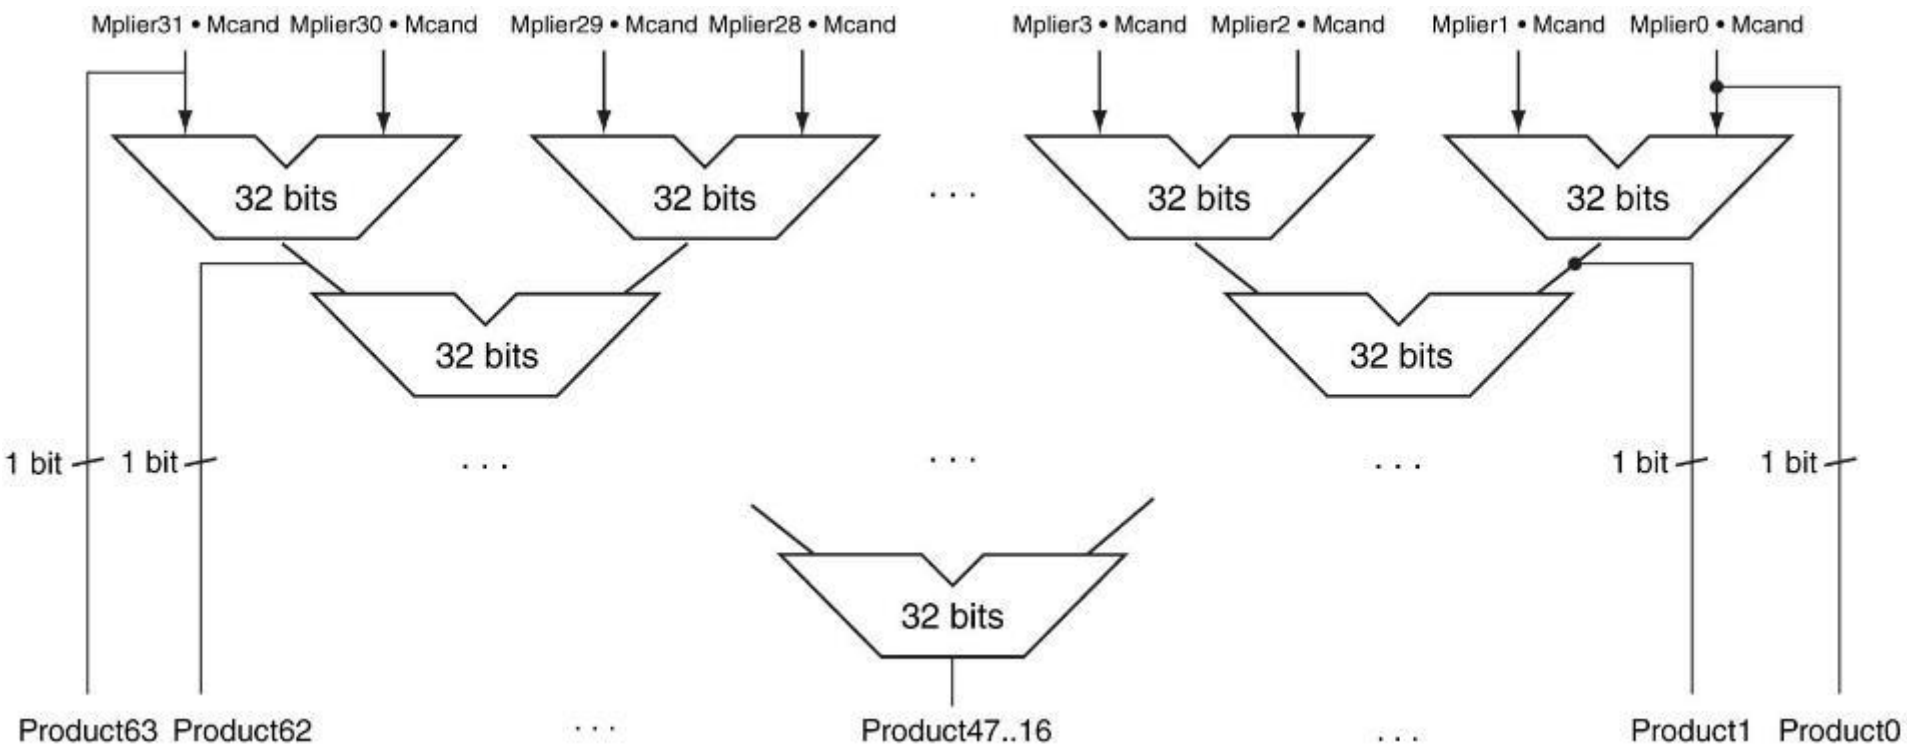 Mplier31 • Mcand Mplier30 • Mcand Mplier29 • Mcand Mplier28 • Mcand Mplier3 • Mcand Mplier2 • Mcand Mplier1 • Mcand Mplier0 • Mcand
32 bits 32 bits . . . 32 bits 32 bits
32 bits 32 bits
1 bit 1 bit . . . . . . . . . 1 bit 1 bit
32 bits
Product63 Product62 . . . Product47..16 . . . Product1 Product0